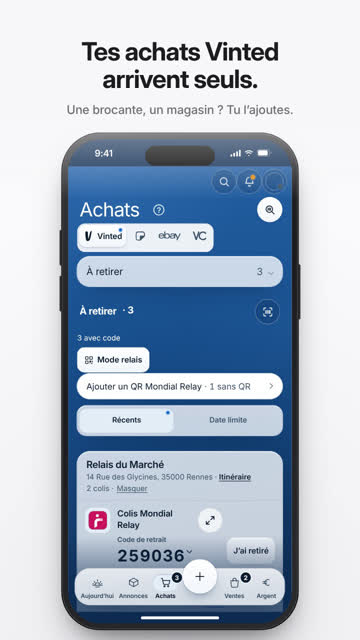 Tes achats Vinted
arrivent seuls.
Une brocante, un magasin ? Tu l'ajoutes.
9:41
Achats ?
Vinted ebay VC
À retirer 3
À retirer · 3
3 avec code
Mode relais
Ajouter un QR Mondial Relay · 1 sans QR
Récents Date limite
Relais du Marché
14 Rue des Glycines, 35000 Rennes · Itinéraire
2 colis · Masquer
Colis Mondial
Relay
Code de retrait
259036
J'ai retiré
3 2
Aujourd'hui Annonces Achats Ventes Argent